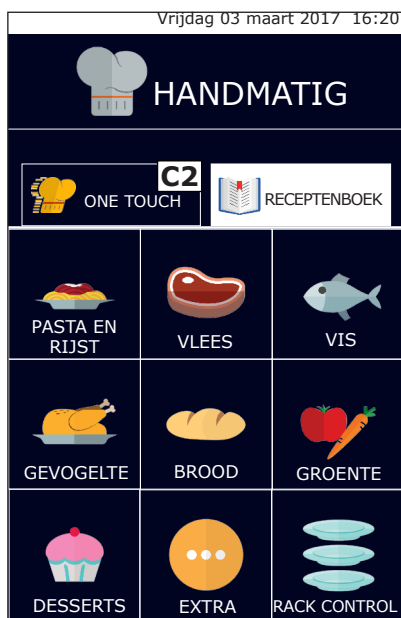 Vrijdag 03 maart 2017 16:20
HANDMATIG
C2
ONE TOUCH
RECEPTENBOEK
PASTA EN
RIJST
VLEES
VIS
GEVOGELTE
BROOD
GROENTE
DESSERTS
EXTRA
RACK CONTROL